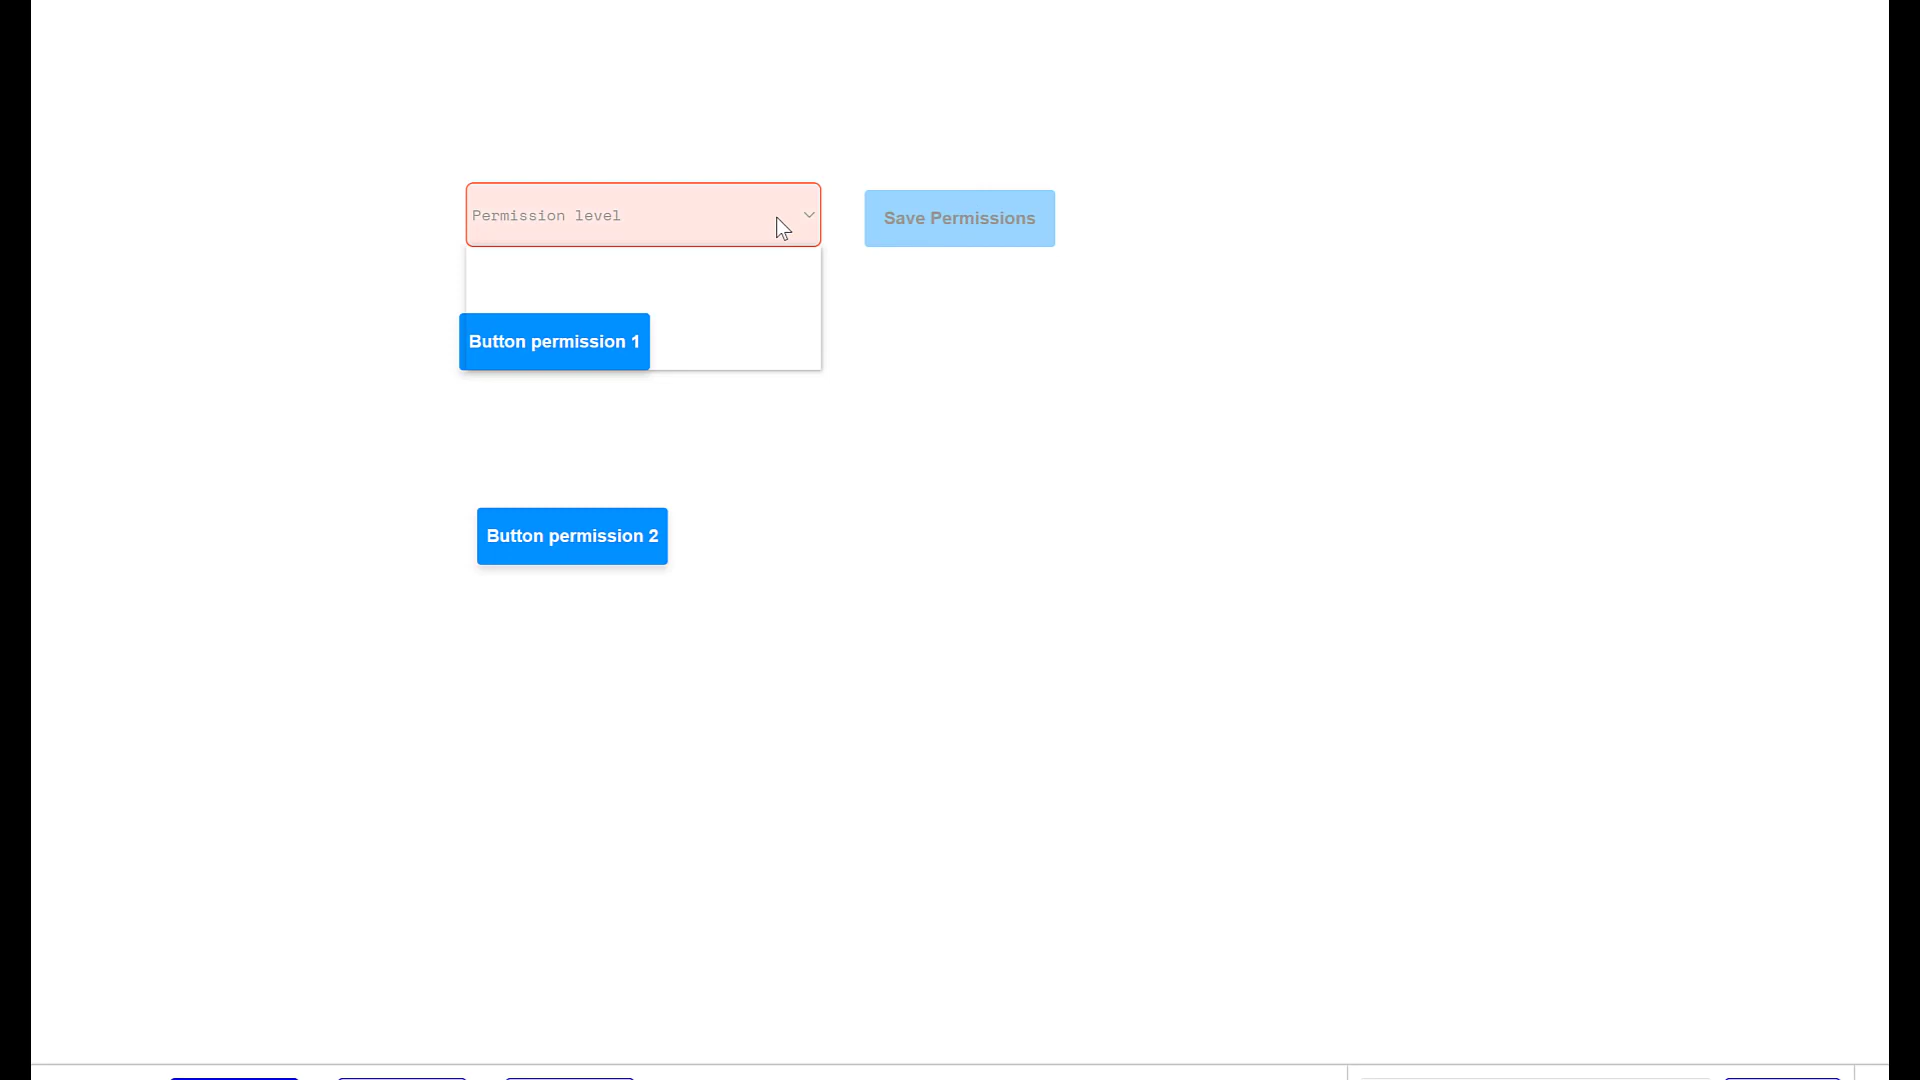 Permission level
Save Permissions
Button permission 1
Button permission 2